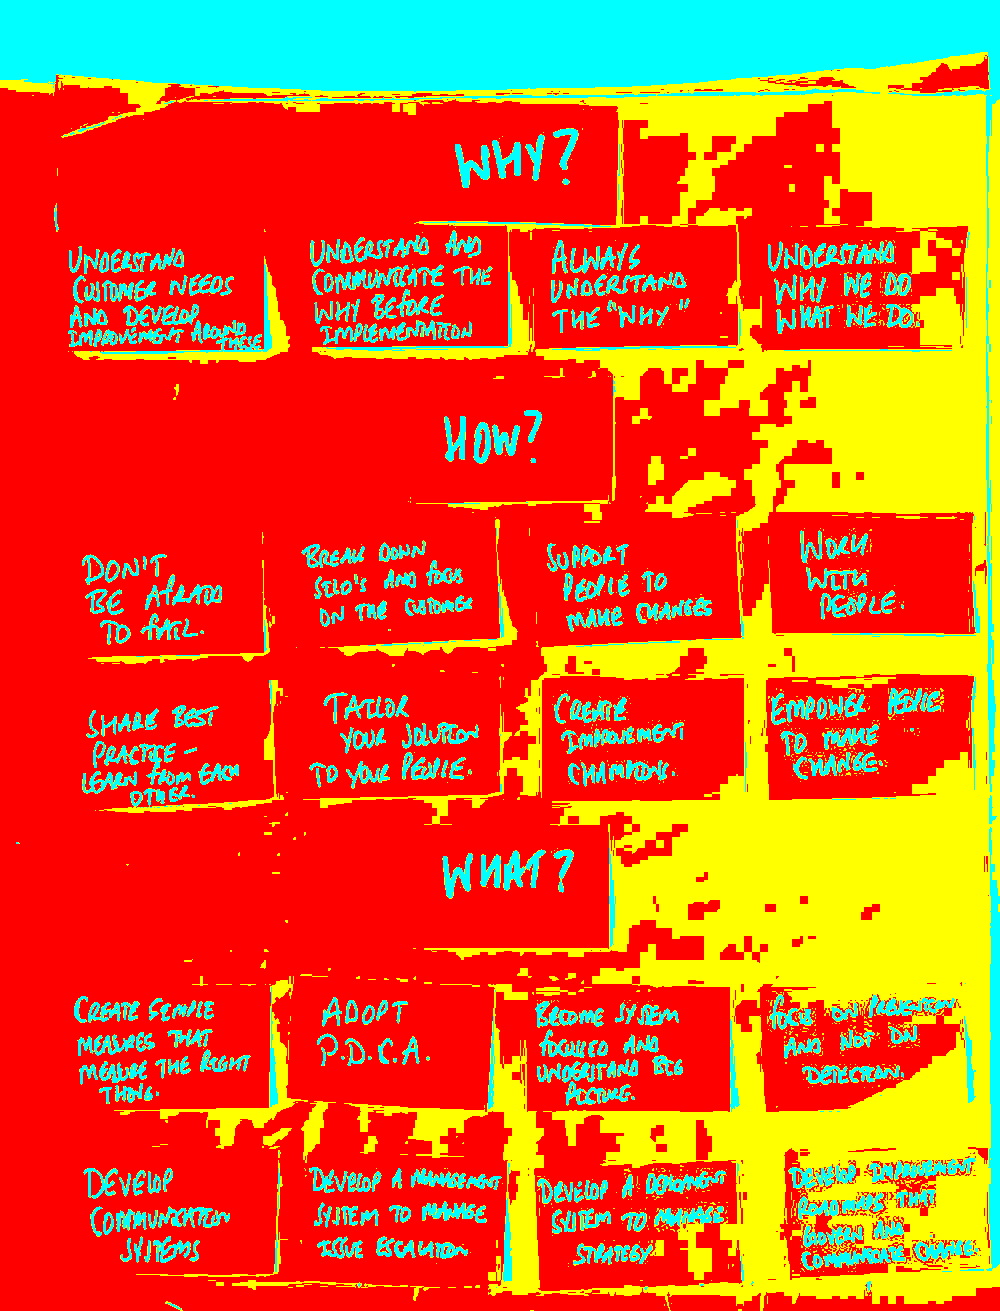 WHY?
UNDERSTAND
CUSTOMER NEEDS
AND DEVELOP
IMPROVEMENT AROUND
THESE
UNDERSTAND AND
COMMUNICATE THE
WHY BEFORE
IMPLEMENTATION
ALWAYS
UNDERSTAND
THE "WHY"
UNDERSTAND
WHY WE DO
WHAT WE DO.
HOW?
DON'T
BE AFRAID
TO FAIL.
BREAK DOWN
SILO'S AND FOCUS
ON THE CUSTOMER
SUPPORT
PEOPLE TO
MAKE CHANGES
WORK
WITH
PEOPLE.
SHARE BEST
PRACTICE -
LEARN FROM EACH
OTHER.
TAILOR
YOUR SOLUTION
TO YOUR PEOPLE.
CREATE
IMPROVEMENT
CHAMPIONS.
EMPOWER PEOPLE
TO MAKE
CHANGE.
WHAT?
CREATE SIMPLE
MEASURES THAT
MEASURE THE RIGHT
THING.
ADOPT
P.D.C.A.
BECOME SYSTEM
FOCUSED AND
UNDERSTAND BIG
PICTURE.
FOCUS ON PREVENTION
AND NOT ON
DETECTION.
DEVELOP
COMMUNICATION
SYSTEMS
DEVELOP A MANAGEMENT
SYSTEM TO MANAGE
ISSUE ESCALATION.
DEVELOP A DEPLOYMENT
SYSTEM TO MANAGE
STRATEGY
DEVELOP IMPROVEMENT
ROADMAPS THAT
GOVERN AND
COMMUNICATE CHANGE.